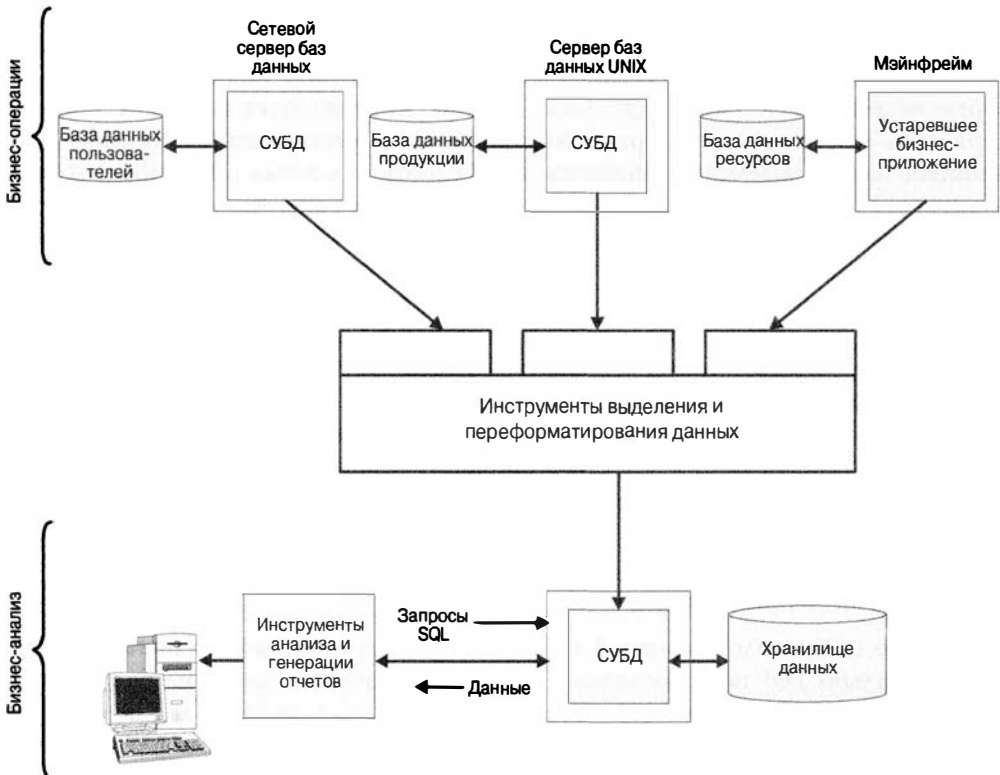 Бизнес-операции
Сетевой
сервер баз
данных
Сервер баз
данных UNIX
Мэйнфрейм
База данных
пользова-
телей
СУБД
База данных
продукции
СУБД
База данных
ресурсов
Устаревшее
бизнес-
приложение
Инструменты выделения и
переформатирования данных
Бизнес-анализ
Инструменты
анализа и
генерации
отчетов
Запросы
SQL
Данные
СУБД
Хранилище
данных